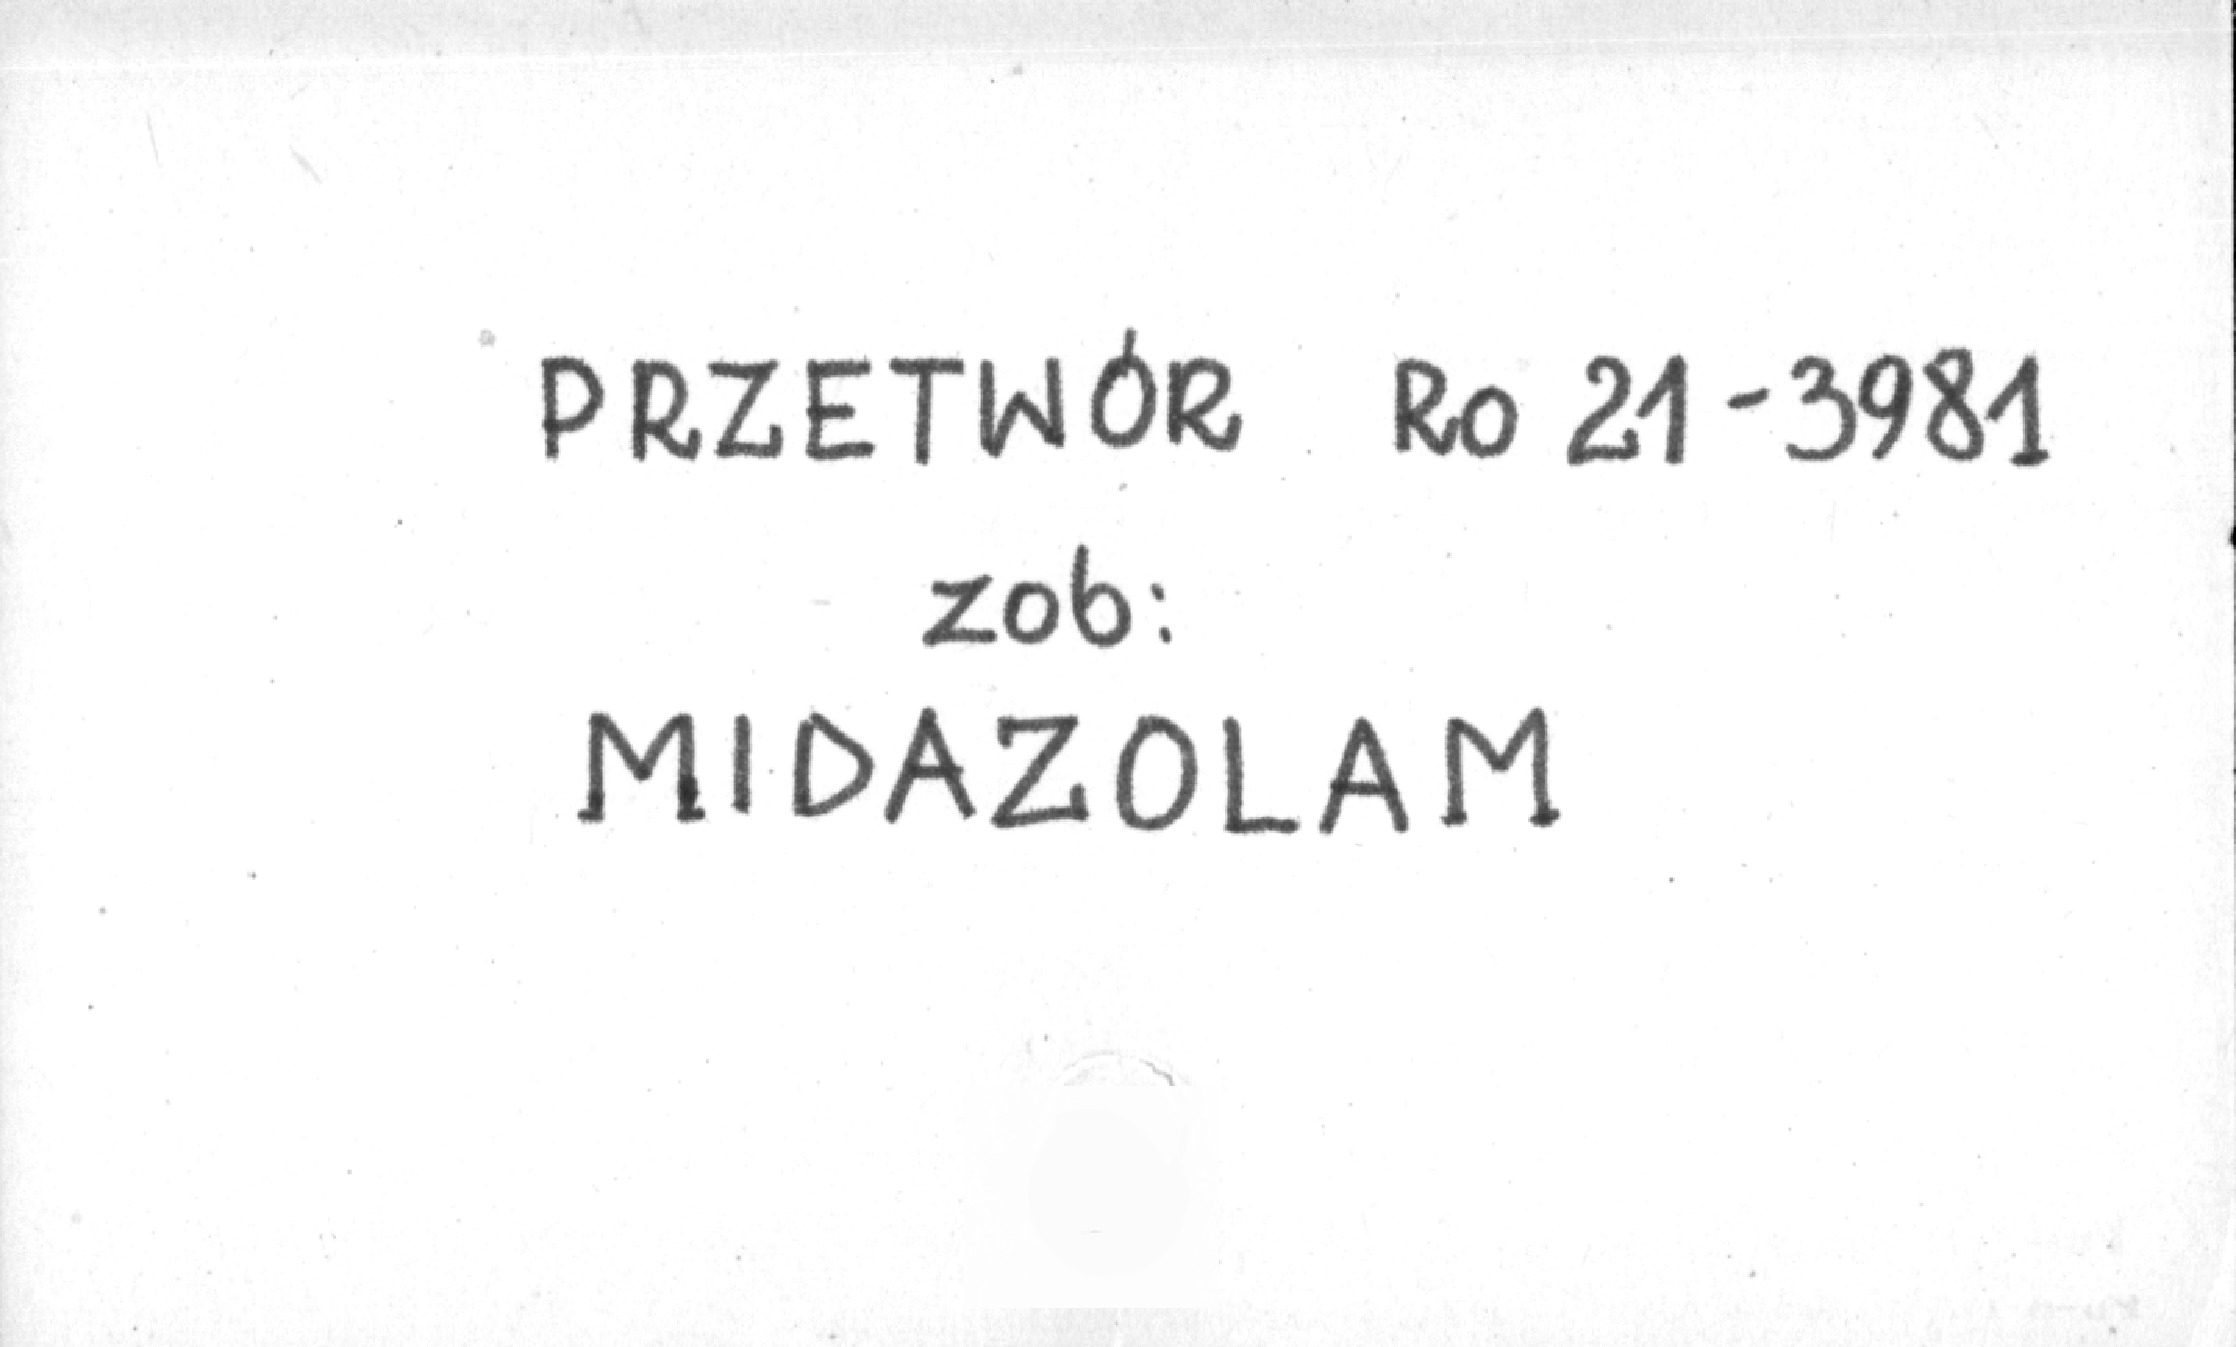 PRZETWÓR Ro 21-3981
zob:
MIDAZOLAM